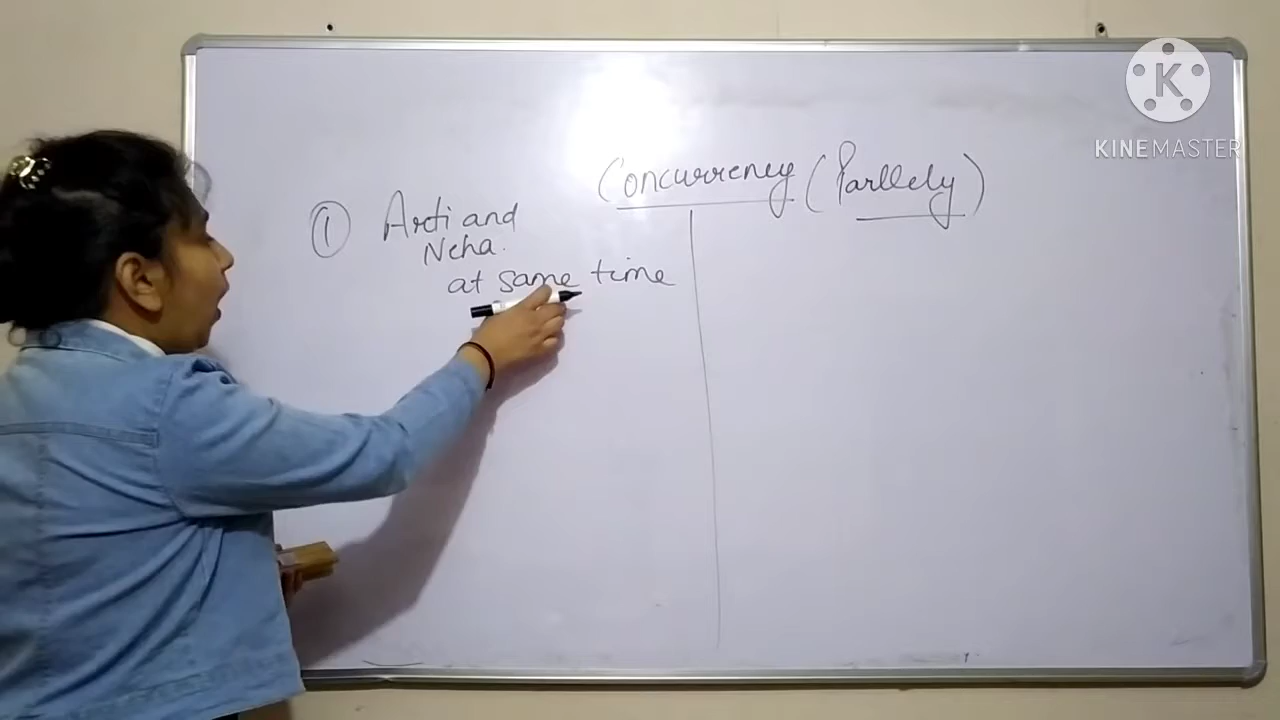 Concurrency (Parllely)
① Arti and
Neha.
at same time
K
KINEMASTER